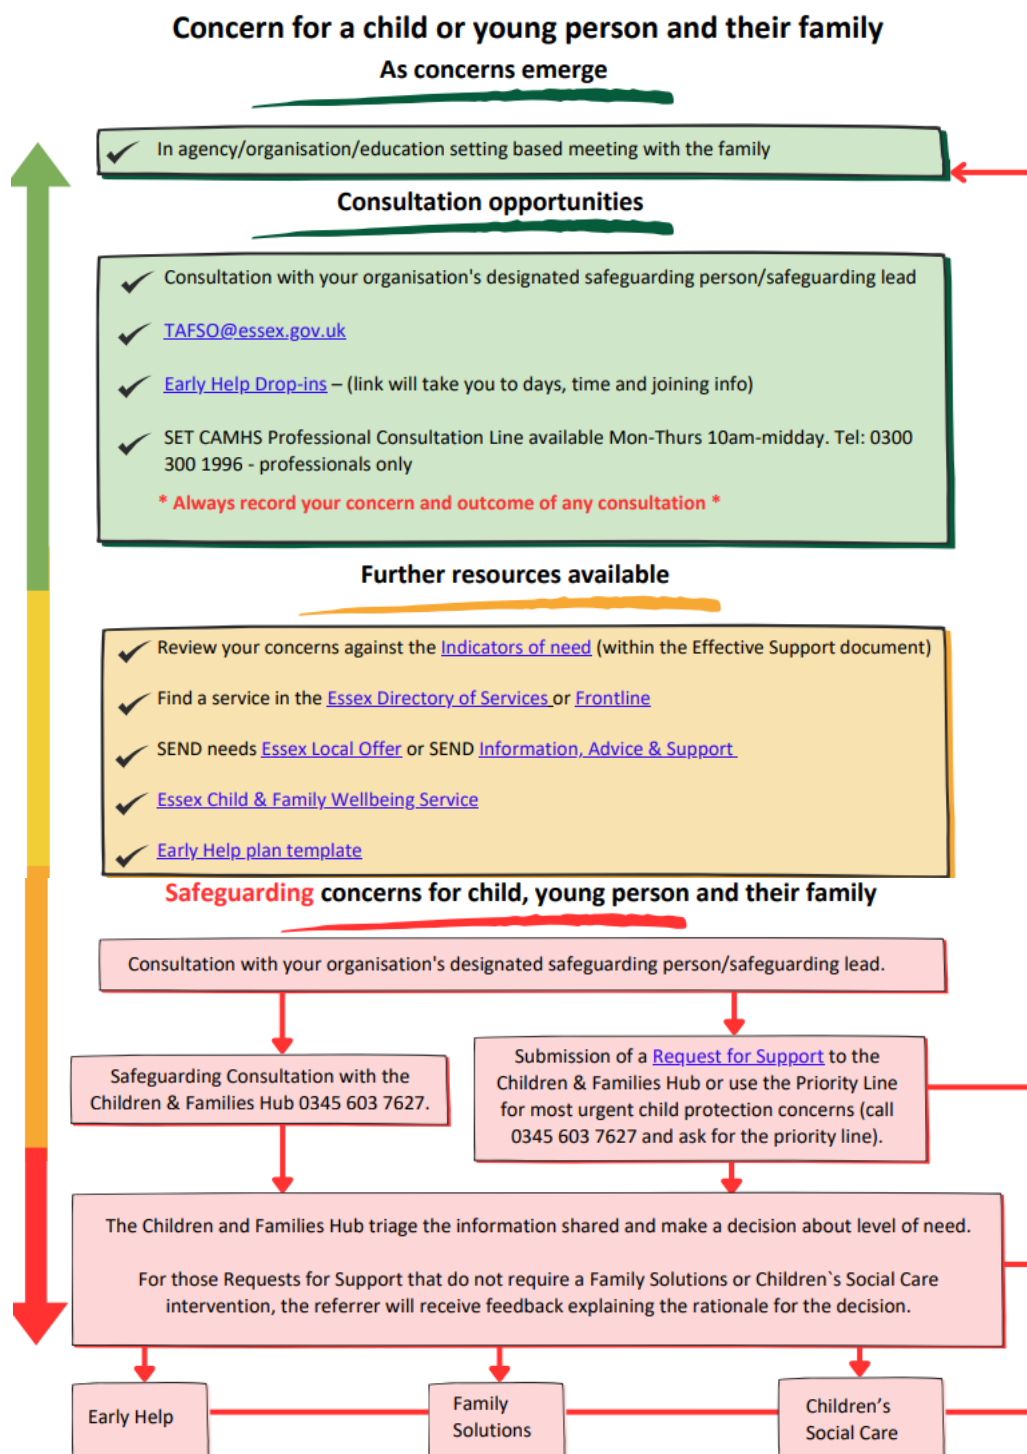 Concern for a child or young person and their family
As concerns emerge
In agency/organisation/education setting based meeting with the family
Consultation opportunities
Consultation with your organisation's designated safeguarding person/safeguarding lead
TAFSO@essex.gov.uk
Early Help Drop-ins – (link will take you to days, time and joining info)
SET CAMHS Professional Consultation Line available Mon-Thurs 10am-midday. Tel: 0300
300 1996 - professionals only
* Always record your concern and outcome of any consultation *
Further resources available
Review your concerns against the Indicators of need (within the Effective Support document)
Find a service in the Essex Directory of Services or Frontline
SEND needs Essex Local Offer or SEND Information, Advice & Support
Essex Child & Family Wellbeing Service
Early Help plan template
Safeguarding concerns for child, young person and their family
Consultation with your organisation's designated safeguarding person/safeguarding lead.
Safeguarding Consultation with the
Children & Families Hub 0345 603 7627.
Submission of a Request for Support to the
Children & Families Hub or use the Priority Line
for most urgent child protection concerns (call
0345 603 7627 and ask for the priority line).
The Children and Families Hub triage the information shared and make a decision about level of need.
For those Requests for Support that do not require a Family Solutions or Children`s Social Care
intervention, the referrer will receive feedback explaining the rationale for the decision.
Early Help
Family
Solutions
Children’s
Social Care